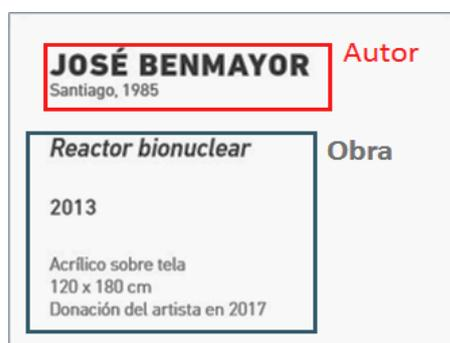 JOSÉ BENMAYOR
Autor
Santiago, 1985
Reactor bionuclear
Obra
2013
Acrílico sobre tela
120 x 180 cm
Donación del artista en 2017